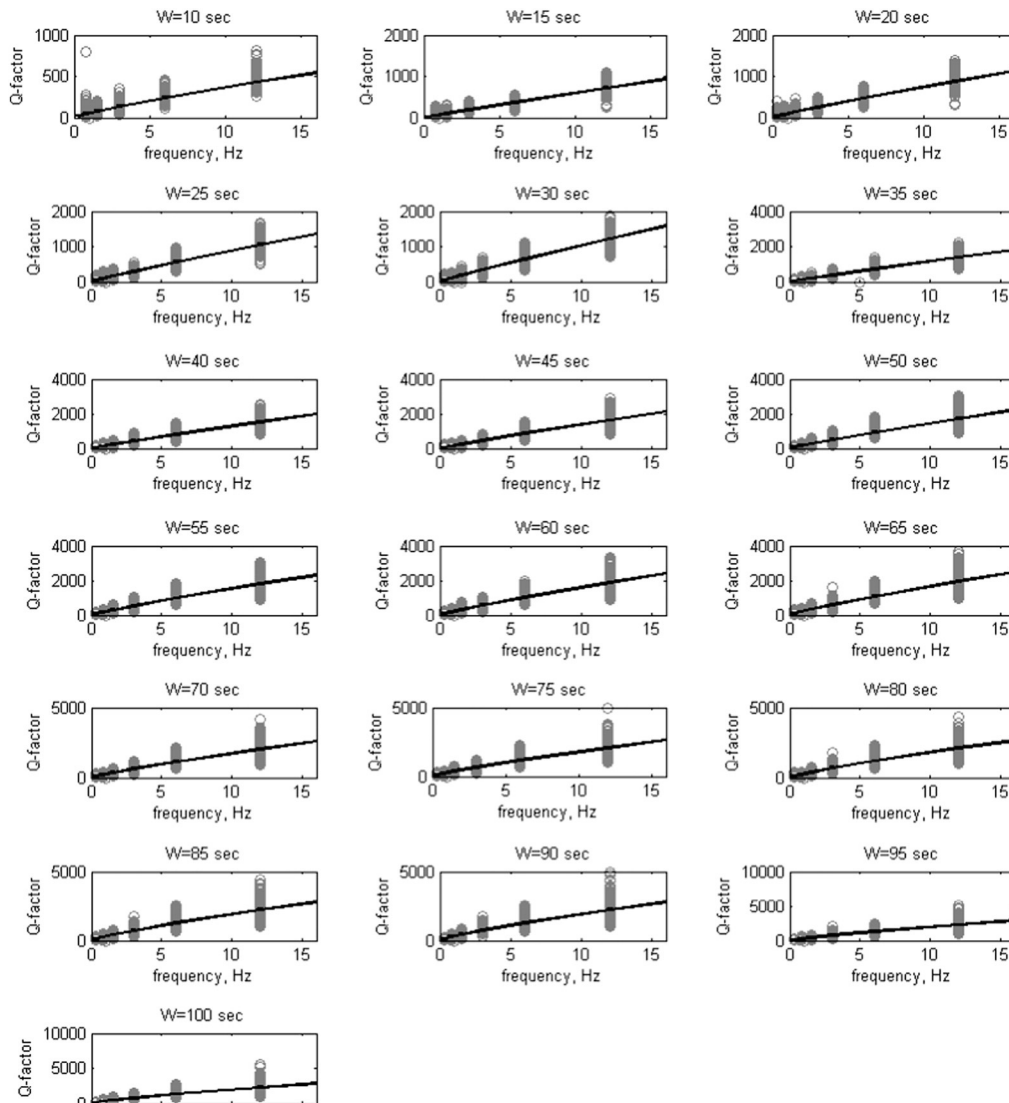 W=10 sec
W=15 sec
W=20 sec
Q-factor
1000
500
0
0 5 10 15
frequency, Hz
Q-factor
2000
1000
0
0 5 10 15
frequency, Hz
Q-factor
2000
1000
0
0 5 10 15
frequency, Hz
W=25 sec
W=30 sec
W=35 sec
Q-factor
2000
1000
0
0 5 10 15
frequency, Hz
Q-factor
2000
1000
0
0 5 10 15
frequency, Hz
Q-factor
4000
2000
0
0 5 10 15
frequency, Hz
W=40 sec
W=45 sec
W=50 sec
Q-factor
4000
2000
0
0 5 10 15
frequency, Hz
Q-factor
4000
2000
0
0 5 10 15
frequency, Hz
Q-factor
4000
2000
0
0 5 10 15
frequency, Hz
W=55 sec
W=60 sec
W=65 sec
Q-factor
4000
2000
0
0 5 10 15
frequency, Hz
Q-factor
4000
2000
0
0 5 10 15
frequency, Hz
Q-factor
4000
2000
0
0 5 10 15
frequency, Hz
W=70 sec
W=75 sec
W=80 sec
Q-factor
5000
0
0 5 10 15
frequency, Hz
Q-factor
5000
0
0 5 10 15
frequency, Hz
Q-factor
5000
0
0 5 10 15
frequency, Hz
W=85 sec
W=90 sec
W=95 sec
Q-factor
5000
0
0 5 10 15
frequency, Hz
Q-factor
5000
0
0 5 10 15
frequency, Hz
Q-factor
10000
5000
0
0 5 10 15
frequency, Hz
W=100 sec
Q-factor
10000
5000
0